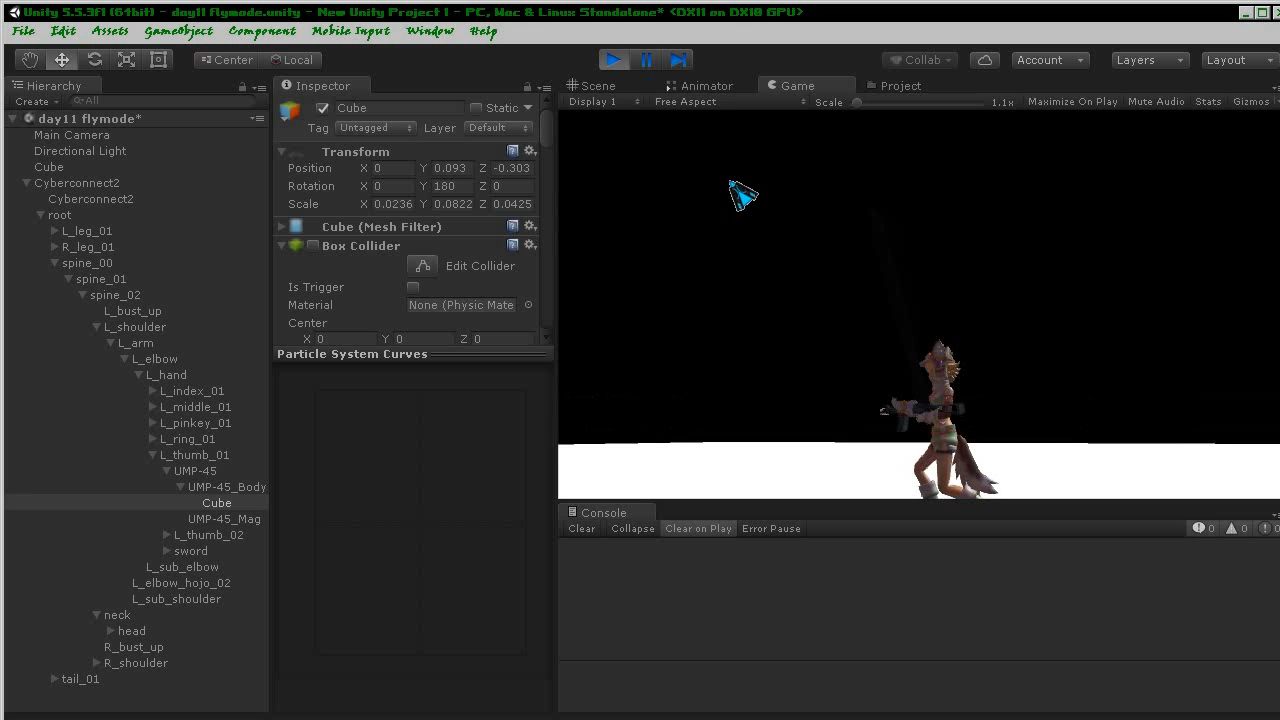 Unity 5.5.3f1 (64bit) - day11 flymode.unity - New Unity Project 1 - PC, Mac & Linux Standalone* <DX11 on DX10 GPU>
File Edit Assets GameObject Component Mobile Input Window Help
Center Local Collab Account Layers Layout
Hierarchy
Create All
day11 flymode*
Main Camera
Directional Light
Cube
Cyberconnect2
Cyberconnect2
root
L_leg_01
R_leg_01
spine_00
spine_01
spine_02
L_bust_up
L_shoulder
L_arm
L_elbow
L_hand
L_index_01
L_middle_01
L_pinkey_01
L_ring_01
L_thumb_01
UMP-45
UMP-45_Body
Cube
UMP-45_Mag
L_thumb_02
sword
L_sub_elbow
L_elbow_hojo_02
L_sub_shoulder
neck
head
R_bust_up
R_shoulder
tail_01
Inspector
Cube Static
Tag Untagged Layer Default
Transform
Position X 0 Y 0.093 Z -0.303
Rotation X 0 Y 180 Z 0
Scale X 0.0236 Y 0.0822 Z 0.0425
Cube (Mesh Filter)
Box Collider
Edit Collider
Is Trigger
Material None (Physic Mate
Center
X 0 Y 0 Z 0
Particle System Curves
Scene Animator Game Project
Display 1 Free Aspect Scale 1.1x Maximize On Play Mute Audio Stats Gizmos
Console
Clear Collapse Clear on Play Error Pause 0 0 0